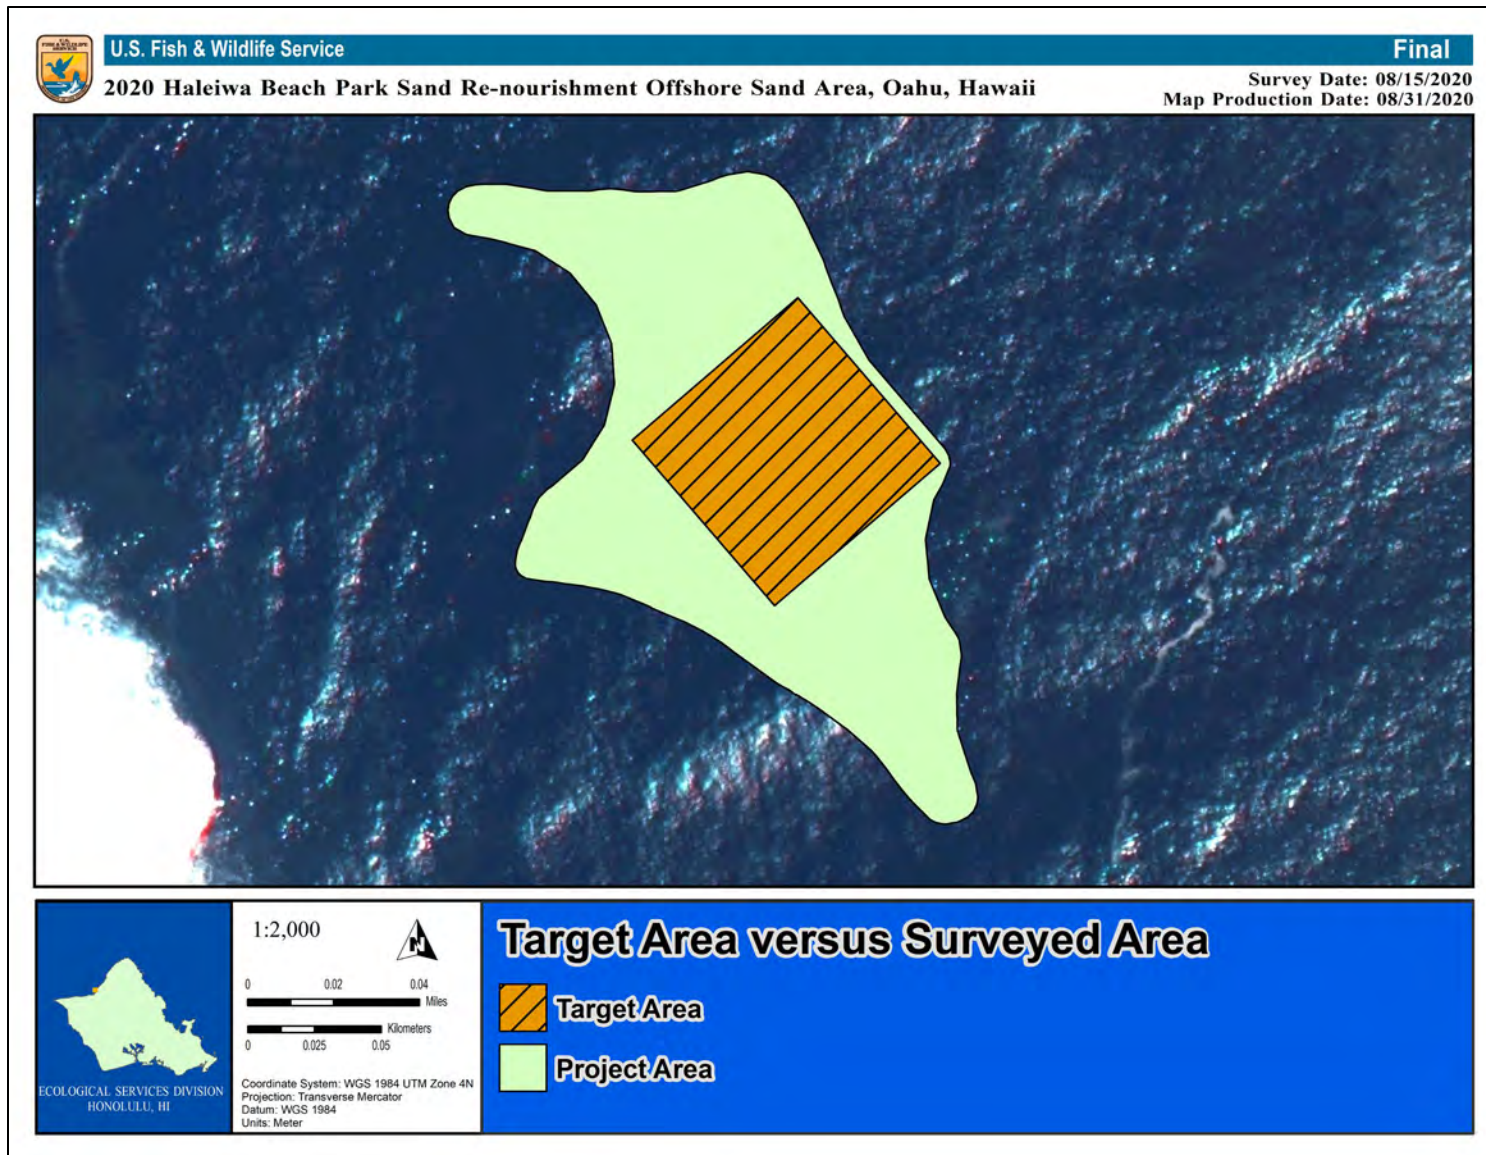 U.S.
FISH & WILDLIFE
SERVICE
U.S. Fish & Wildlife Service
Final
2020 Haleiwa Beach Park Sand Re-nourishment Offshore Sand Area, Oahu, Hawaii
Survey Date: 08/15/2020
Map Production Date: 08/31/2020
ECOLOGICAL SERVICES DIVISION
HONOLULU, HI
1:2,000
N
0 0.02 0.04
Miles
Kilometers
0 0.025 0.05
Coordinate System: WGS 1984 UTM Zone 4N
Projection: Transverse Mercator
Datum: WGS 1984
Units: Meter
Target Area versus Surveyed Area
Target Area
Project Area